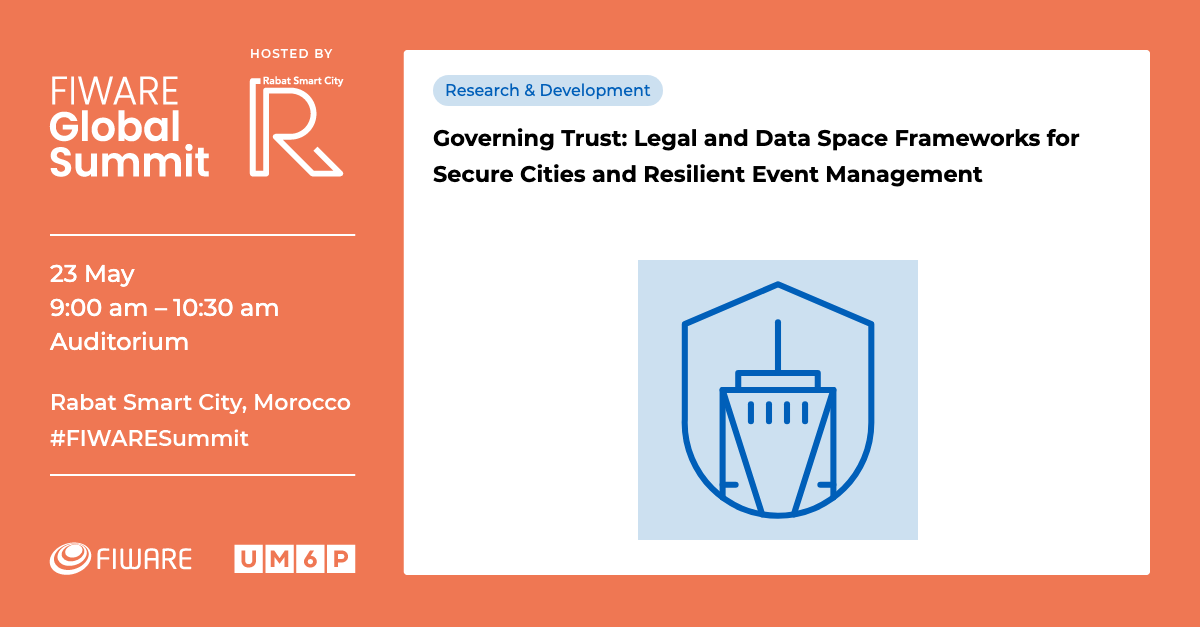 HOSTED BY
FIWARE
Global
Summit
Rabat Smart City
R
23 May
9:00 am – 10:30 am
Auditorium
Rabat Smart City, Morocco
#FIWARESummit
FIWARE
UM6P
Research & Development
Governing Trust: Legal and Data Space Frameworks for
Secure Cities and Resilient Event Management